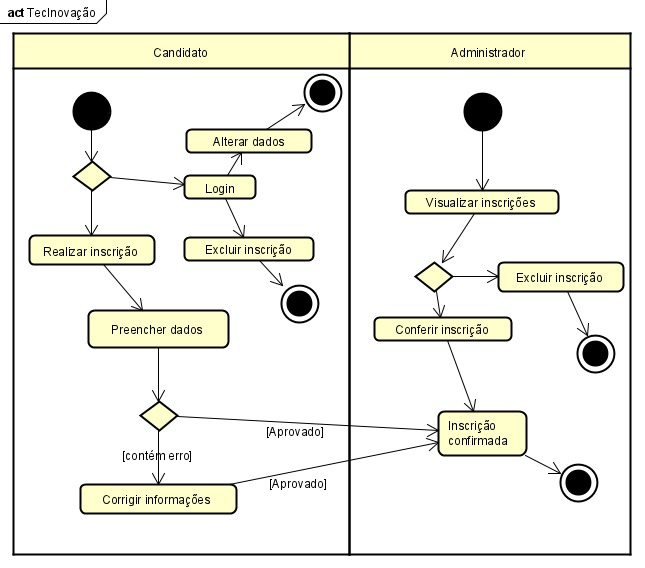 act TecInovação
Candidato
Administrador
Alterar dados
Login
Visualizar inscrições
Realizar inscrição
Excluir inscrição
Excluir inscrição
Preencher dados
Conferir inscrição
[Aprovado]
Inscrição
confirmada
[contém erro]
[Aprovado]
Corrigir informações